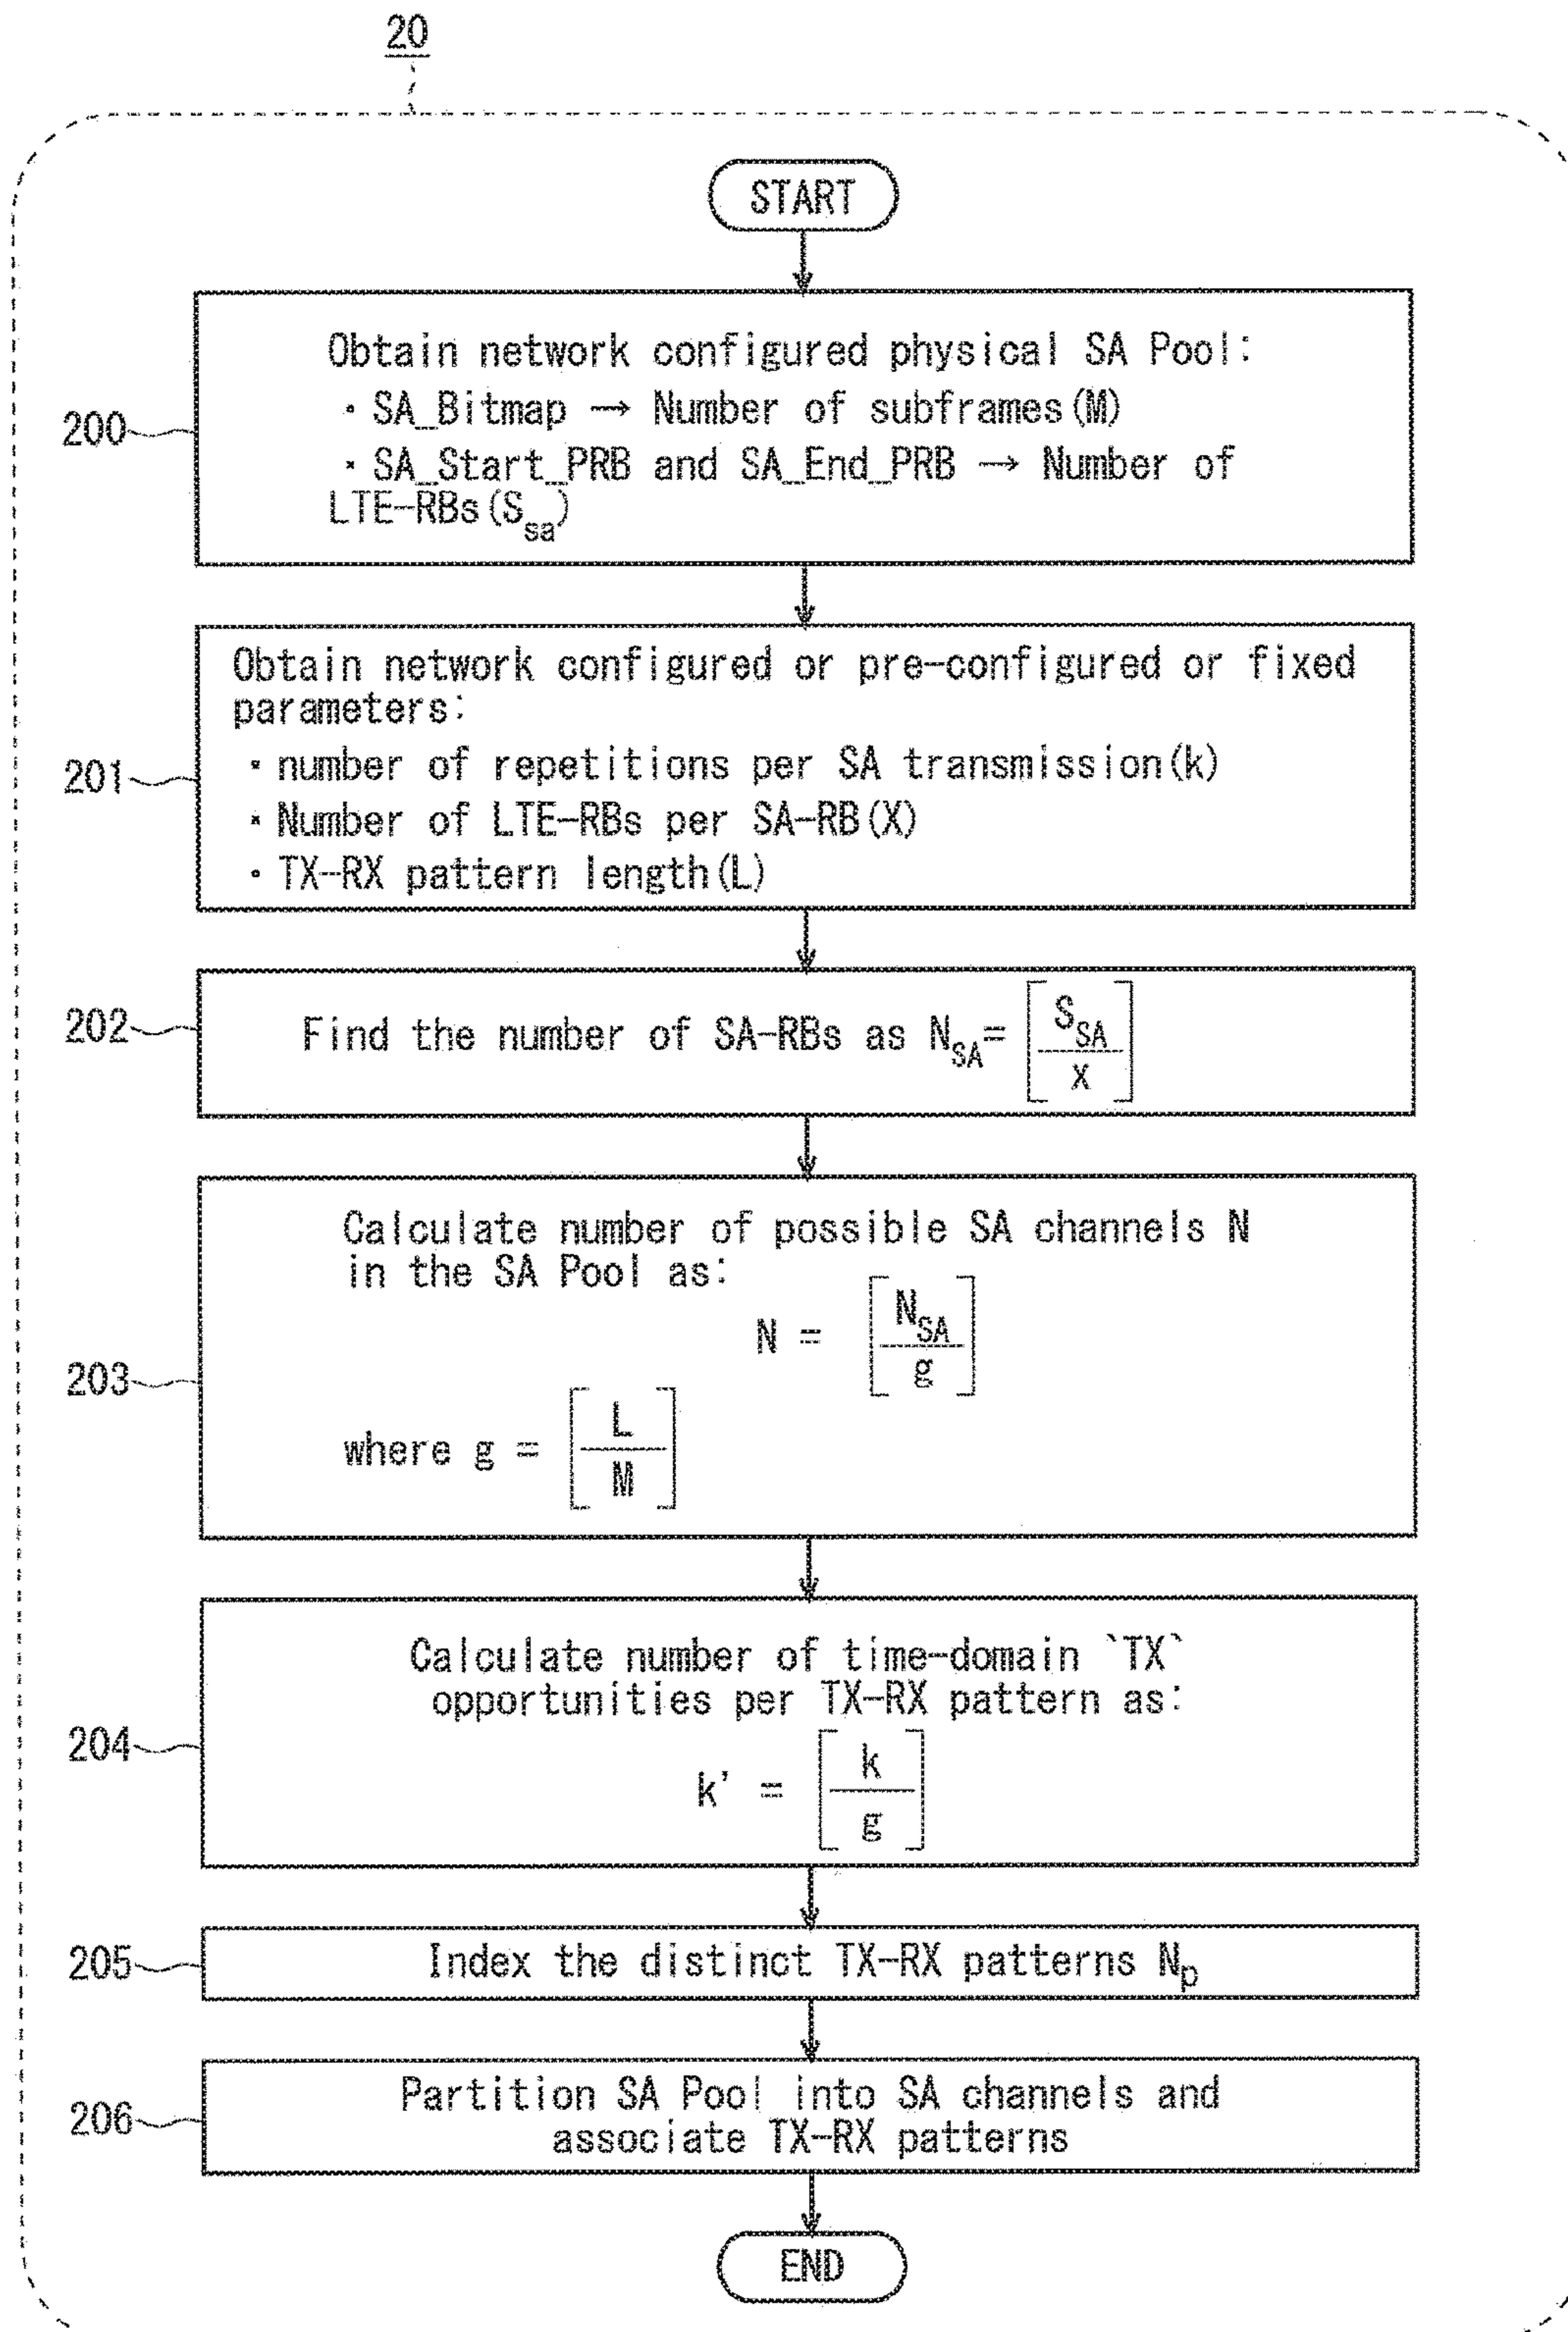 20
START
200
Obtain network configured physical SA Pool:
・SA_Bitmap → Number of subframes(M)
・SA_Start_PRB and SA_End_PRB → Number of
LTE-RBs(S_sa)
201
Obtain network configured or pre-configured or fixed
parameters:
・number of repetitions per SA transmission(k)
・Number of LTE-RBs per SA-RB(X)
・TX-RX pattern length(L)
202
Find the number of SA-RBs as N_SA= [S_SA / x]
203
Calculate number of possible SA channels N
in the SA Pool as:
N = [N_SA / g]
where g = [L / M]
204
Calculate number of time-domain `TX`
opportunities per TX-RX pattern as:
k' = [k / g]
205
Index the distinct TX-RX patterns N_p
206
Partition SA Pool into SA channels and
associate TX-RX patterns
END